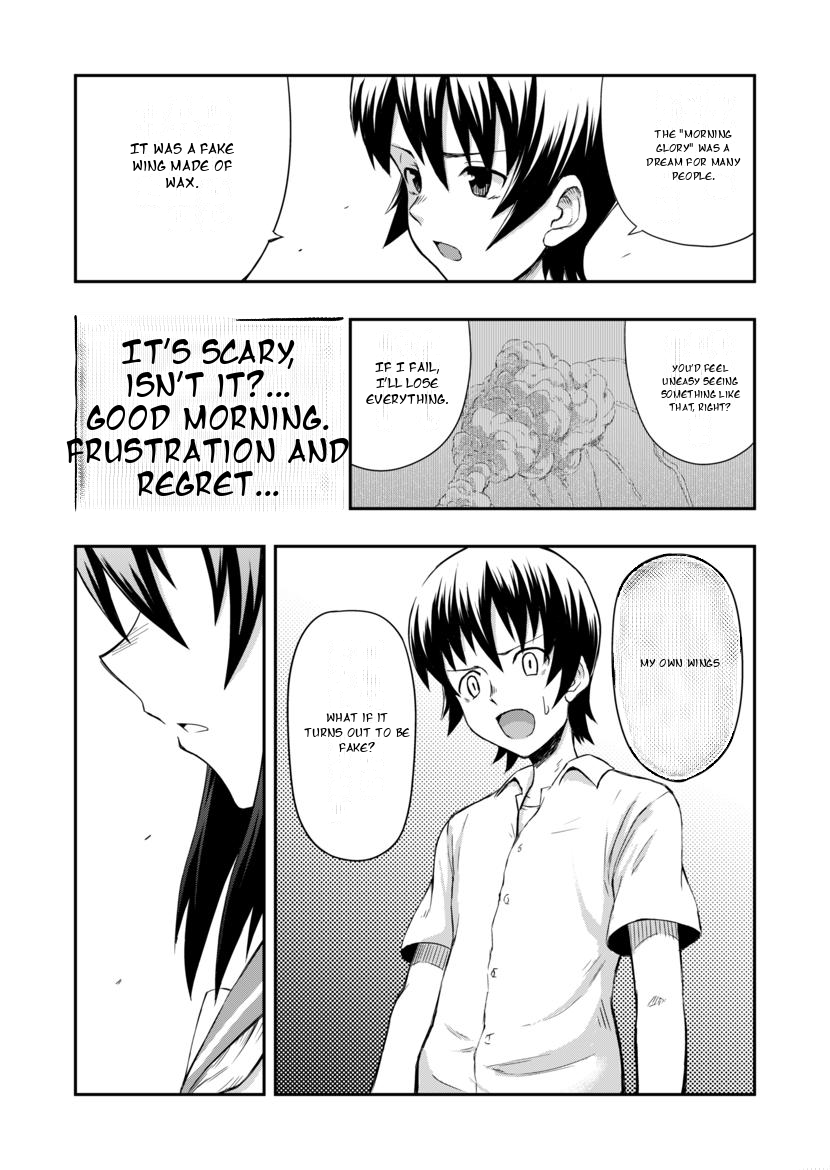 THE "MORNING
GLORY" WAS A
DREAM FOR MANY
PEOPLE.
IT WAS A FAKE
WING MADE OF
WAX.
YOU'D FEEL
UNEASY SEEING
SOMETHING LIKE
THAT, RIGHT?
IF I FAIL,
I'LL LOSE
EVERYTHING.
IT'S SCARY,
ISN'T IT?...
GOOD MORNING.
FRUSTRATION AND
REGRET...
MY OWN WINGS
WHAT IF IT
TURNS OUT TO BE
FAKE?